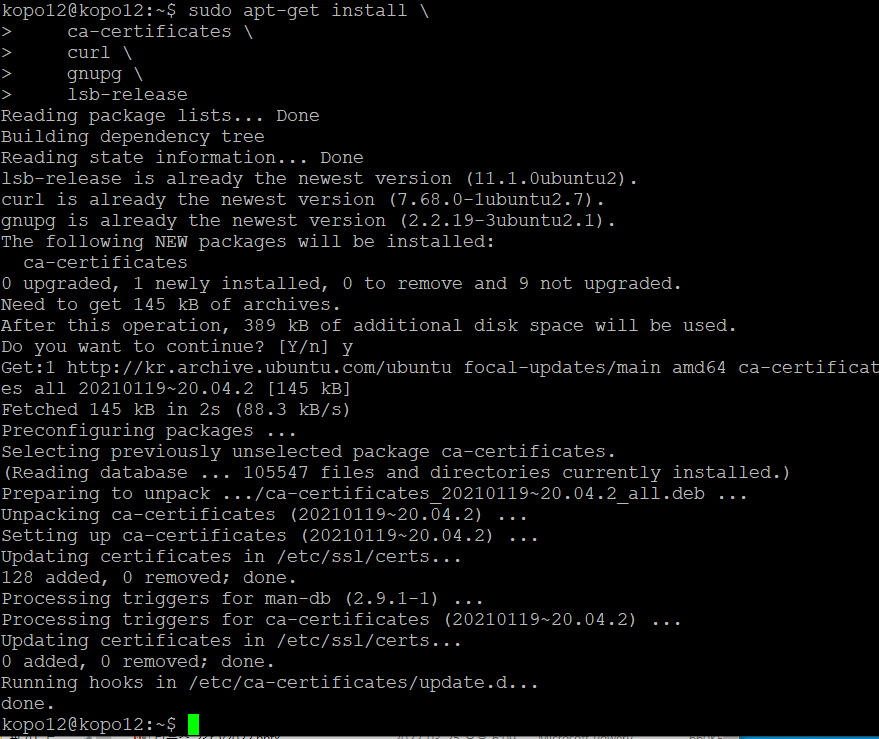 kopo12@kopo12:~$ sudo apt-get install \
>     ca-certificates \
>     curl \
>     gnupg \
>     lsb-release
Reading package lists... Done
Building dependency tree
Reading state information... Done
lsb-release is already the newest version (11.1.0ubuntu2).
curl is already the newest version (7.68.0-1ubuntu2.7).
gnupg is already the newest version (2.2.19-3ubuntu2.1).
The following NEW packages will be installed:
  ca-certificates
0 upgraded, 1 newly installed, 0 to remove and 9 not upgraded.
Need to get 145 kB of archives.
After this operation, 389 kB of additional disk space will be used.
Do you want to continue? [Y/n] y
Get:1 http://kr.archive.ubuntu.com/ubuntu focal-updates/main amd64 ca-certificat
es all 20210119~20.04.2 [145 kB]
Fetched 145 kB in 2s (88.3 kB/s)
Preconfiguring packages ...
Selecting previously unselected package ca-certificates.
(Reading database ... 105547 files and directories currently installed.)
Preparing to unpack .../ca-certificates_20210119~20.04.2_all.deb ...
Unpacking ca-certificates (20210119~20.04.2) ...
Setting up ca-certificates (20210119~20.04.2) ...
Updating certificates in /etc/ssl/certs...
128 added, 0 removed; done.
Processing triggers for man-db (2.9.1-1) ...
Processing triggers for ca-certificates (20210119~20.04.2) ...
Updating certificates in /etc/ssl/certs...
0 added, 0 removed; done.
Running hooks in /etc/ca-certificates/update.d...
done.
kopo12@kopo12:~$